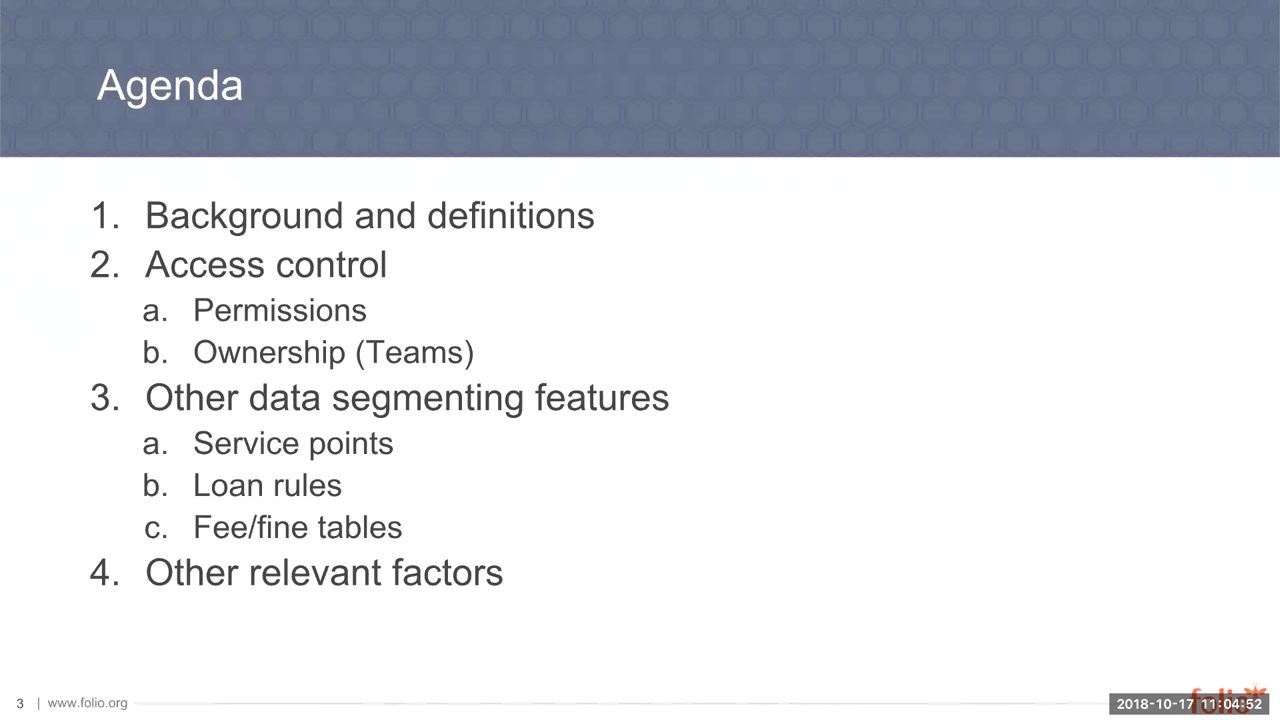 Agenda
1. Background and definitions
2. Access control
a. Permissions
b. Ownership (Teams)
3. Other data segmenting features
a. Service points
b. Loan rules
c. Fee/fine tables
4. Other relevant factors
3 | www.folio.org
folio
2018-10-17 11:04:52